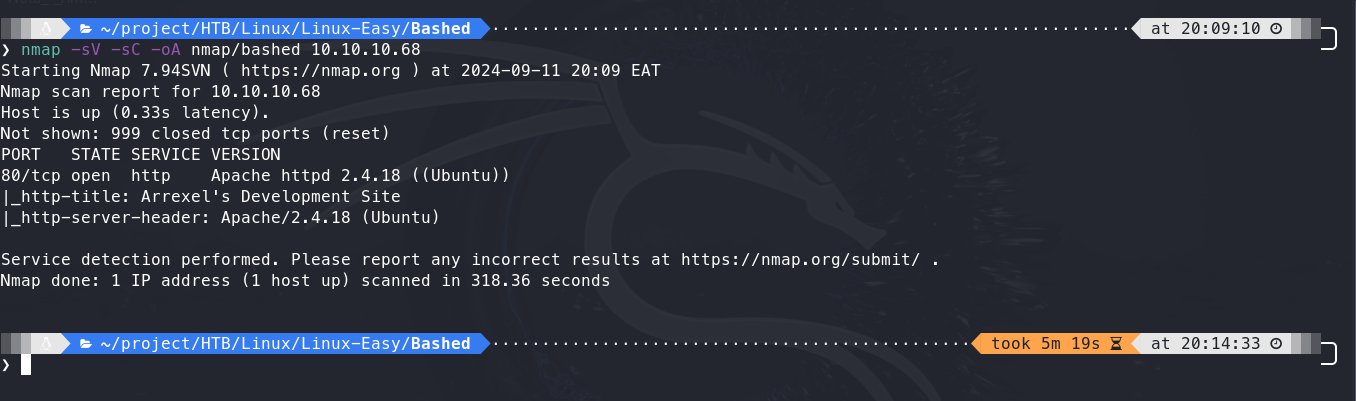 ~/project/HTB/Linux/Linux-Easy/Bashed at 20:09:10
❯ nmap -sV -sC -oA nmap/bashed 10.10.10.68
Starting Nmap 7.94SVN ( https://nmap.org ) at 2024-09-11 20:09 EAT
Nmap scan report for 10.10.10.68
Host is up (0.33s latency).
Not shown: 999 closed tcp ports (reset)
PORT   STATE SERVICE VERSION
80/tcp open  http    Apache httpd 2.4.18 ((Ubuntu))
|_http-title: Arrexel's Development Site
|_http-server-header: Apache/2.4.18 (Ubuntu)
Service detection performed. Please report any incorrect results at https://nmap.org/submit/ .
Nmap done: 1 IP address (1 host up) scanned in 318.36 seconds
~/project/HTB/Linux/Linux-Easy/Bashed took 5m 19s at 20:14:33
❯